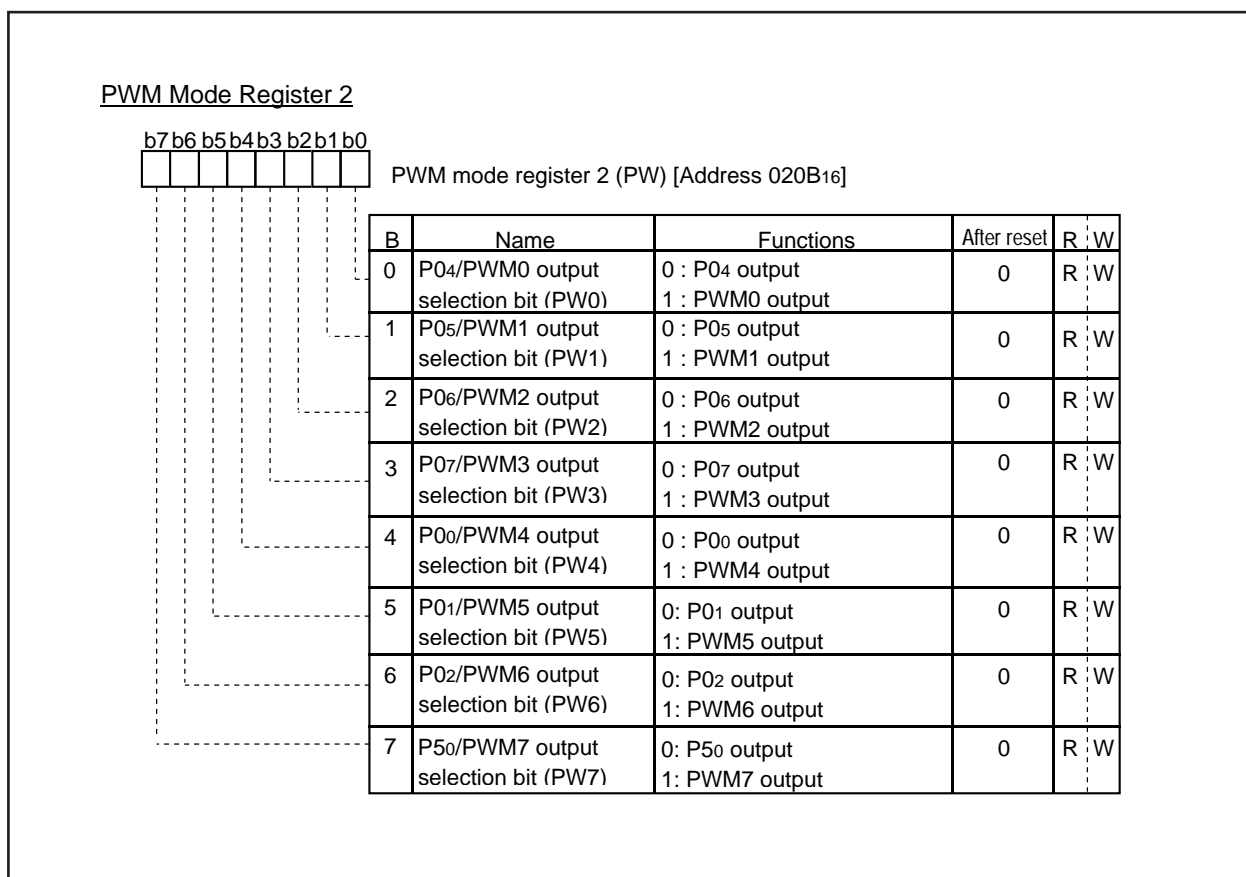 PWM Mode Register 2
b7 b6 b5 b4 b3 b2 b1 b0
PWM mode register 2 (PW) [Address 020B16]
B Name Functions After reset R W
0 P04/PWM0 output 0 : P04 output 0 R W
selection bit (PW0) 1 : PWM0 output
1 P05/PWM1 output 0 : P05 output 0 R W
selection bit (PW1) 1 : PWM1 output
2 P06/PWM2 output 0 : P06 output 0 R W
selection bit (PW2) 1 : PWM2 output
3 P07/PWM3 output 0 : P07 output 0 R W
selection bit (PW3) 1 : PWM3 output
4 P00/PWM4 output 0 : P00 output 0 R W
selection bit (PW4) 1 : PWM4 output
5 P01/PWM5 output 0: P01 output 0 R W
selection bit (PW5) 1: PWM5 output
6 P02/PWM6 output 0: P02 output 0 R W
selection bit (PW6) 1: PWM6 output
7 P50/PWM7 output 0: P50 output 0 R W
selection bit (PW7) 1: PWM7 output